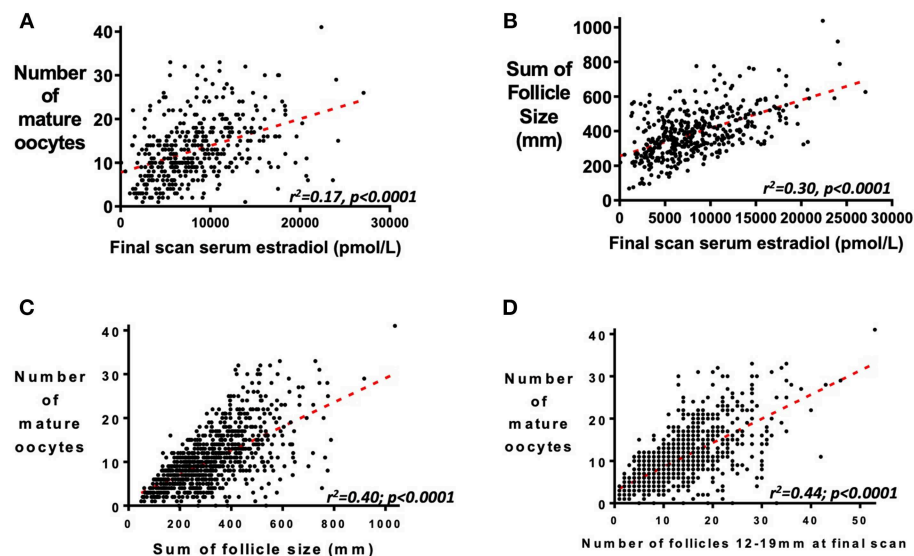 A
Number
of
mature
oocytes
40
30
20
10
0
r²=0.17, p<0.0001
0 10000 20000 30000
Final scan serum estradiol (pmol/L)
B
Sum of
Follicle
Size
(mm)
1000
800
600
400
200
0
r²=0.30, p<0.0001
0 5000 10000 15000 20000 25000 30000
Final scan serum estradiol (pmol/L)
C
Number
of
mature
oocytes
40
30
20
10
0
r²=0.40; p<0.0001
0 200 400 600 800 1000
Sum of follicle size (mm)
D
Number
of
mature
oocytes
40
30
20
10
0
r²=0.44; p<0.0001
0 10 20 30 40 50
Number of follicles 12-19mm at final scan